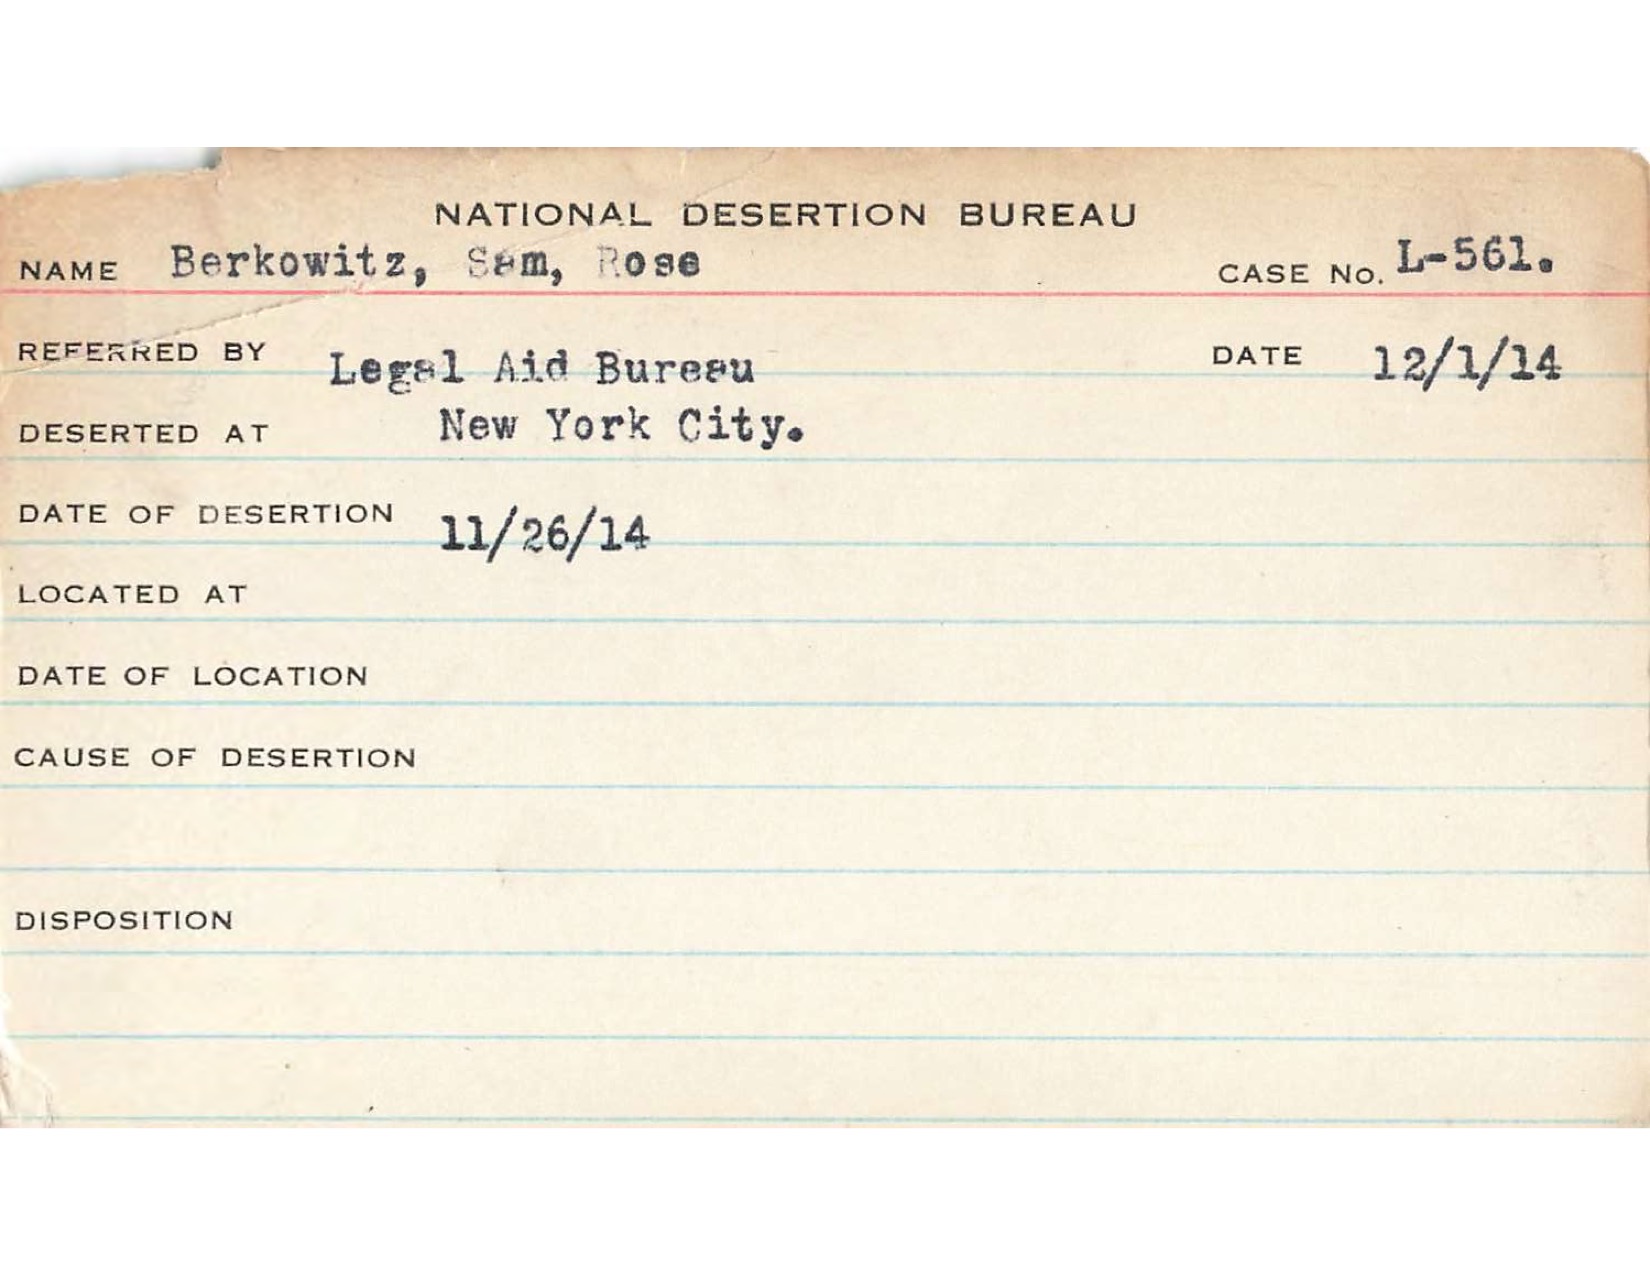 NATIONAL DESERTION BUREAU
NAME Berkowitz, Sam, Rose CASE No. L-561.
REFERRED BY Legal Aid Bureau DATE 12/1/14
DESERTED AT New York City.
DATE OF DESERTION 11/26/14
LOCATED AT
DATE OF LOCATION
CAUSE OF DESERTION
DISPOSITION